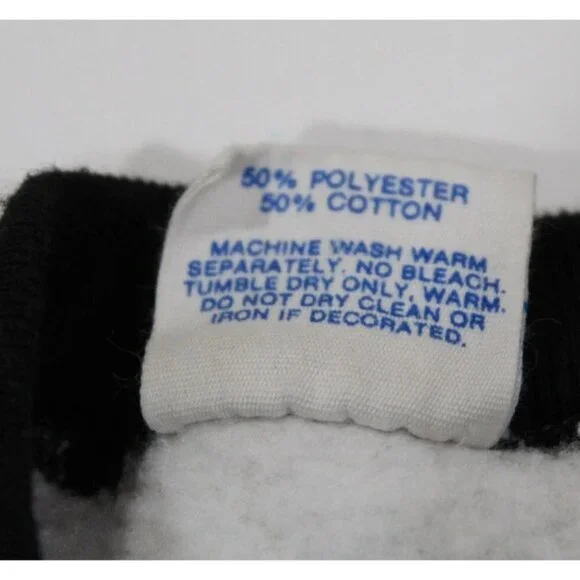 50% POLYESTER
50% COTTON
MACHINE WASH WARM
SEPARATELY. NO BLEACH.
TUMBLE DRY ONLY, WARM.
DO NOT DRY CLEAN OR
IRON IF DECORATED.